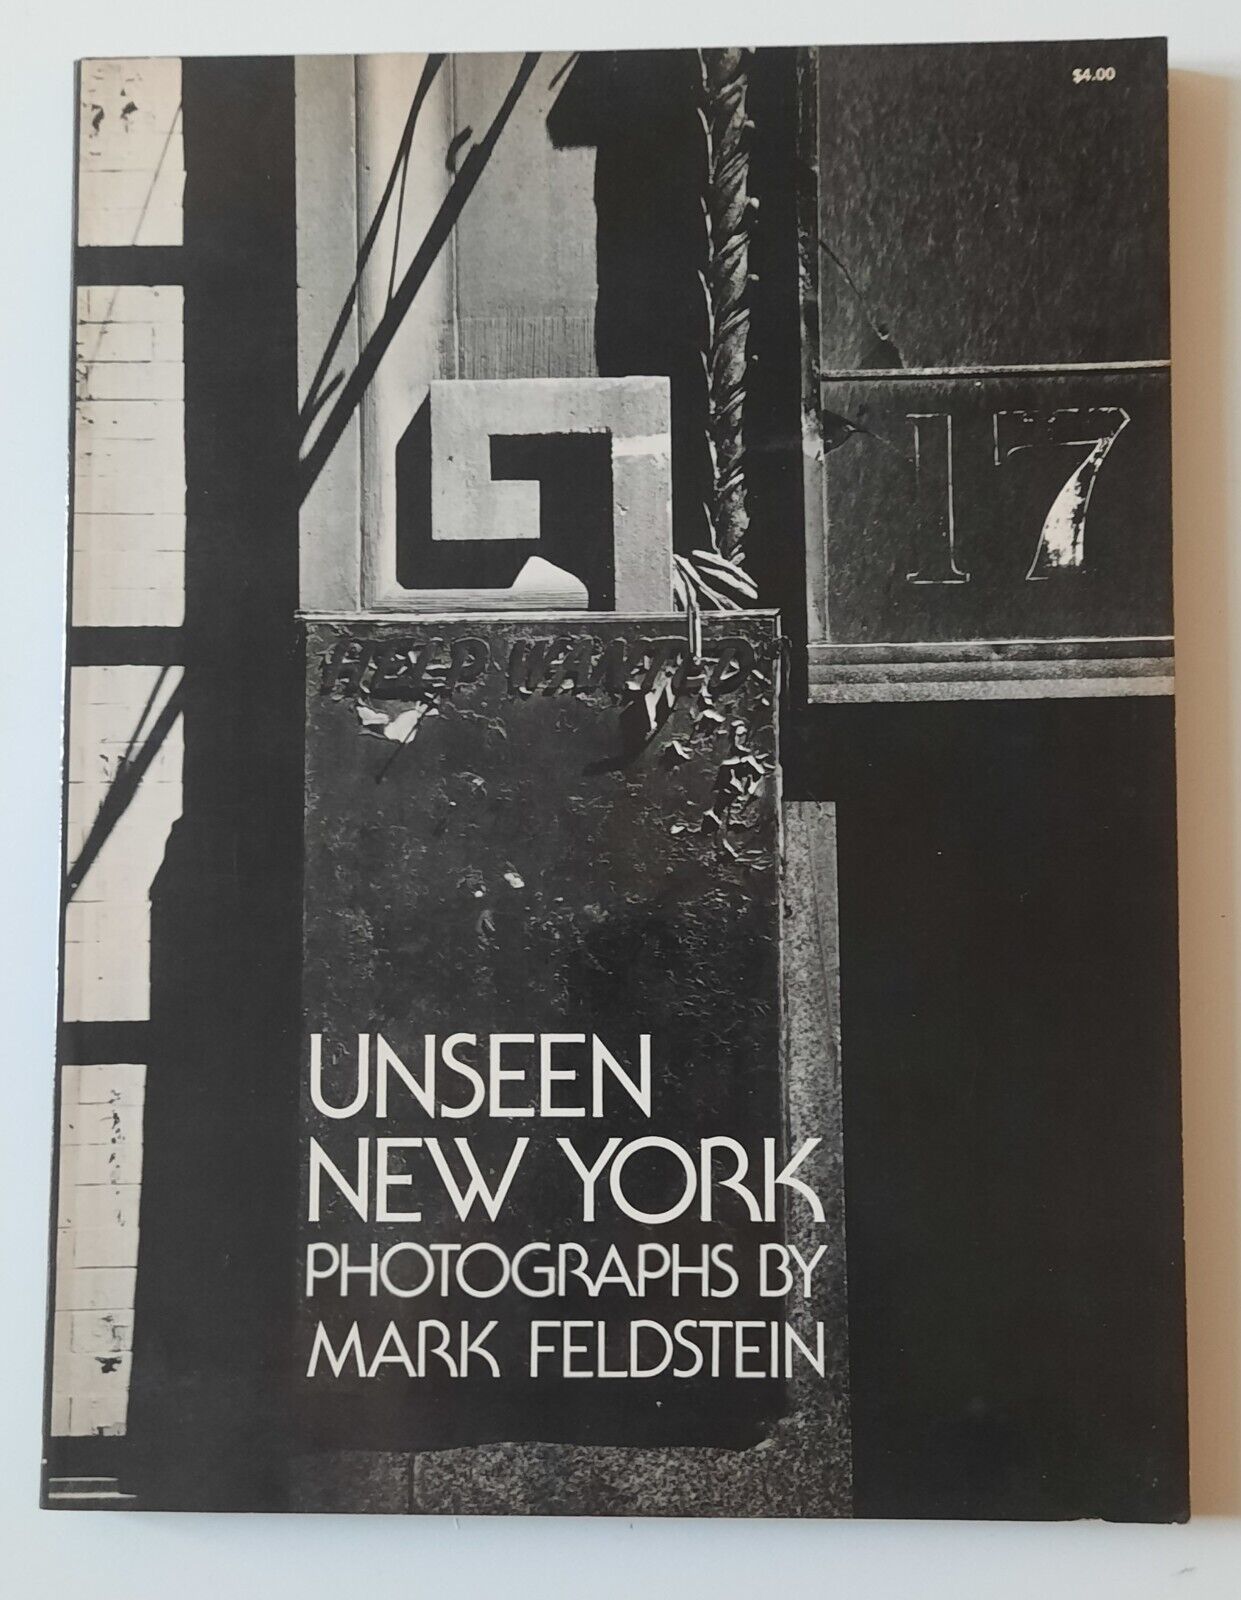 $4.00
17
HELP WANTED
UNSEEN
NEW YORK
PHOTOGRAPHS BY
MARK FELDSTEIN